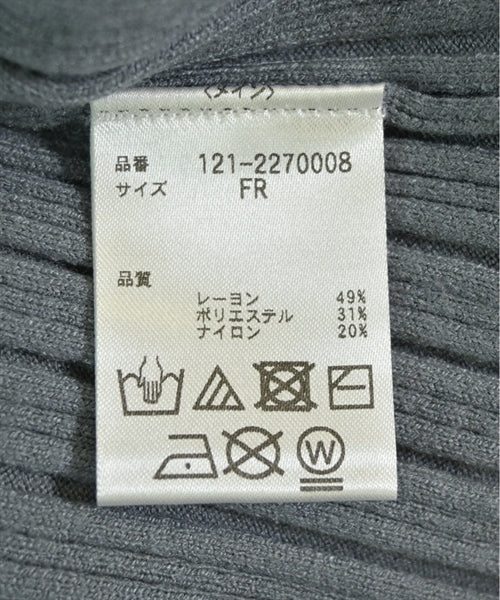 〈メイン〉
品番 121-2270008
サイズ FR
品質
レーヨン 49%
ポリエステル 31%
ナイロン 20%
W